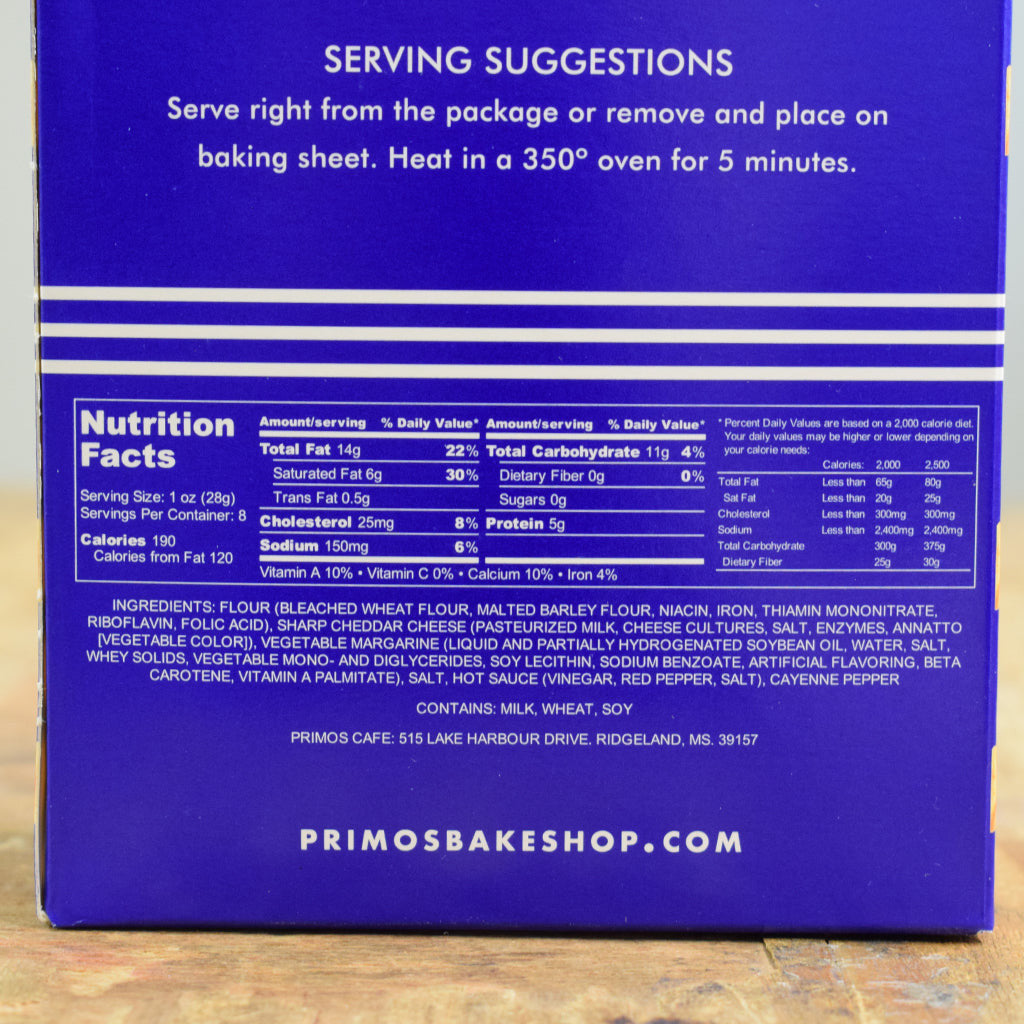 SERVING SUGGESTIONS
Serve right from the package or remove and place on
baking sheet. Heat in a 350º oven for 5 minutes.
Nutrition
Facts
Serving Size: 1 oz (28g)
Servings Per Container: 8
Calories 190
Calories from Fat 120
Amount/serving % Daily Value*
Total Fat 14g 22%
Saturated Fat 6g 30%
Trans Fat 0.5g
Cholesterol 25mg 8%
Sodium 150mg 6%
Amount/serving % Daily Value*
Total Carbohydrate 11g 4%
Dietary Fiber 0g 0%
Sugars 0g
Protein 5g
Vitamin A 10% • Vitamin C 0% • Calcium 10% • Iron 4%
* Percent Daily Values are based on a 2,000 calorie diet.
Your daily values may be higher or lower depending on
your calorie needs:
Calories: 2,000 2,500
Total Fat Less than 65g 80g
Sat Fat Less than 20g 25g
Cholesterol Less than 300mg 300mg
Sodium Less than 2,400mg 2,400mg
Total Carbohydrate 300g 375g
Dietary Fiber 25g 30g
INGREDIENTS: FLOUR (BLEACHED WHEAT FLOUR, MALTED BARLEY FLOUR, NIACIN, IRON, THIAMIN MONONITRATE,
RIBOFLAVIN, FOLIC ACID), SHARP CHEDDAR CHEESE (PASTEURIZED MILK, CHEESE CULTURES, SALT, ENZYMES, ANNATTO
[VEGETABLE COLOR]), VEGETABLE MARGARINE (LIQUID AND PARTIALLY HYDROGENATED SOYBEAN OIL, WATER, SALT,
WHEY SOLIDS, VEGETABLE MONO- AND DIGLYCERIDES, SOY LECITHIN, SODIUM BENZOATE, ARTIFICIAL FLAVORING, BETA
CAROTENE, VITAMIN A PALMITATE), SALT, HOT SAUCE (VINEGAR, RED PEPPER, SALT), CAYENNE PEPPER
CONTAINS: MILK, WHEAT, SOY
PRIMOS CAFE: 515 LAKE HARBOUR DRIVE. RIDGELAND, MS. 39157
PRIMOSBAKESHOP.COM